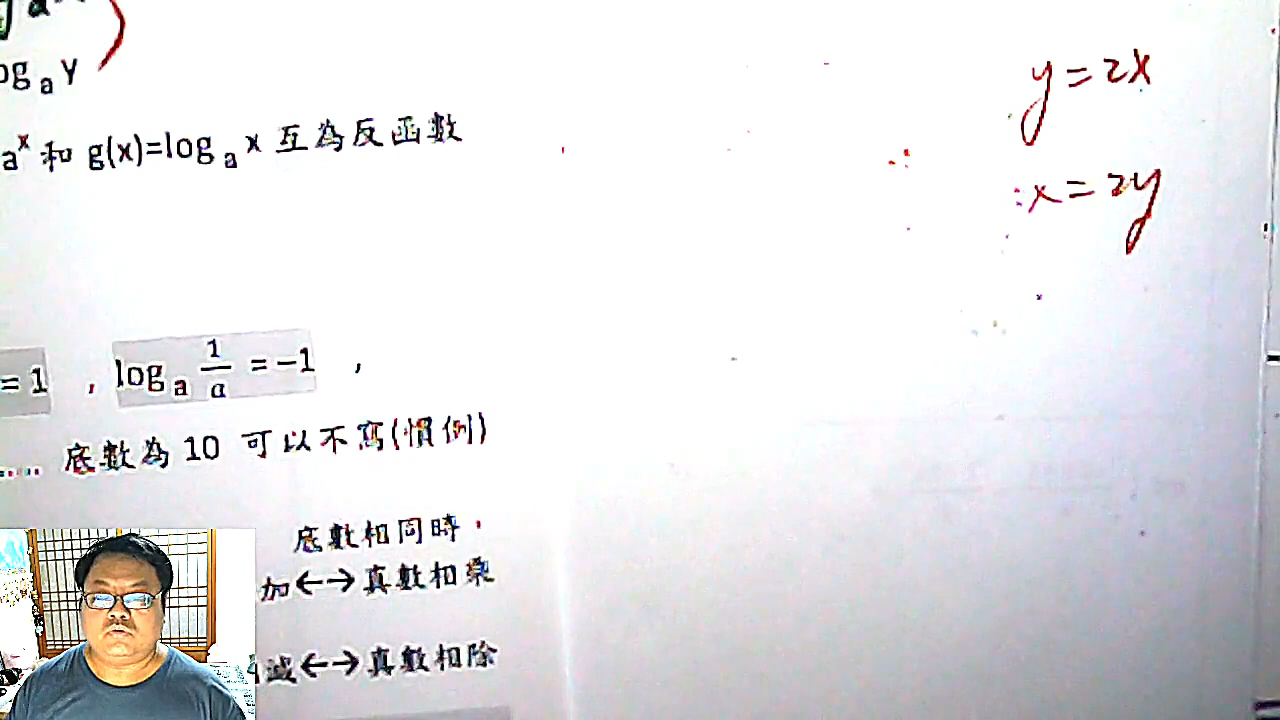 og a y
a^x 和 g(x)=log a x 互為反函數
= 1 , log a 1/a = -1 ,
底數為 10 可以不寫(慣例)
底數相同時,
加←→真數相乘
減←→真數相除
y = 2x
x = 2y